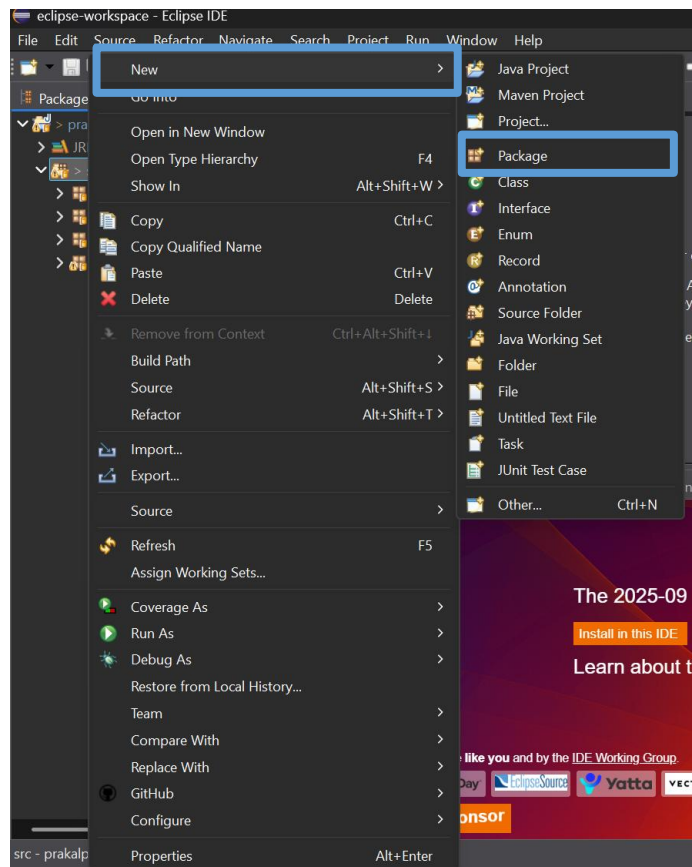 eclipse-workspace - Eclipse IDE
File Edit Source Refactor Navigate Search Project Run Window Help
New
Go Into
Open in New Window
Open Type Hierarchy F4
Show In Alt+Shift+W >
Copy Ctrl+C
Copy Qualified Name
Paste Ctrl+V
Delete Delete
Remove from Context Ctrl+Alt+Shift+↓
Build Path
Source Alt+Shift+S >
Refactor Alt+Shift+T >
Import...
Export...
Source
Refresh F5
Assign Working Sets...
Coverage As
Run As
Debug As
Restore from Local History...
Team
Compare With
Replace With
GitHub
Configure
Properties Alt+Enter
Java Project
Maven Project
Project...
Package
Class
Interface
Enum
Record
Annotation
Source Folder
Java Working Set
Folder
File
Untitled Text File
Task
JUnit Test Case
Other... Ctrl+N
Package
> pra
JR
The 2025-09
Install in this IDE
Learn about t
like you and by the IDE Working Group.
Day EclipseSource Yatta VEC
onsor
src - prakalp